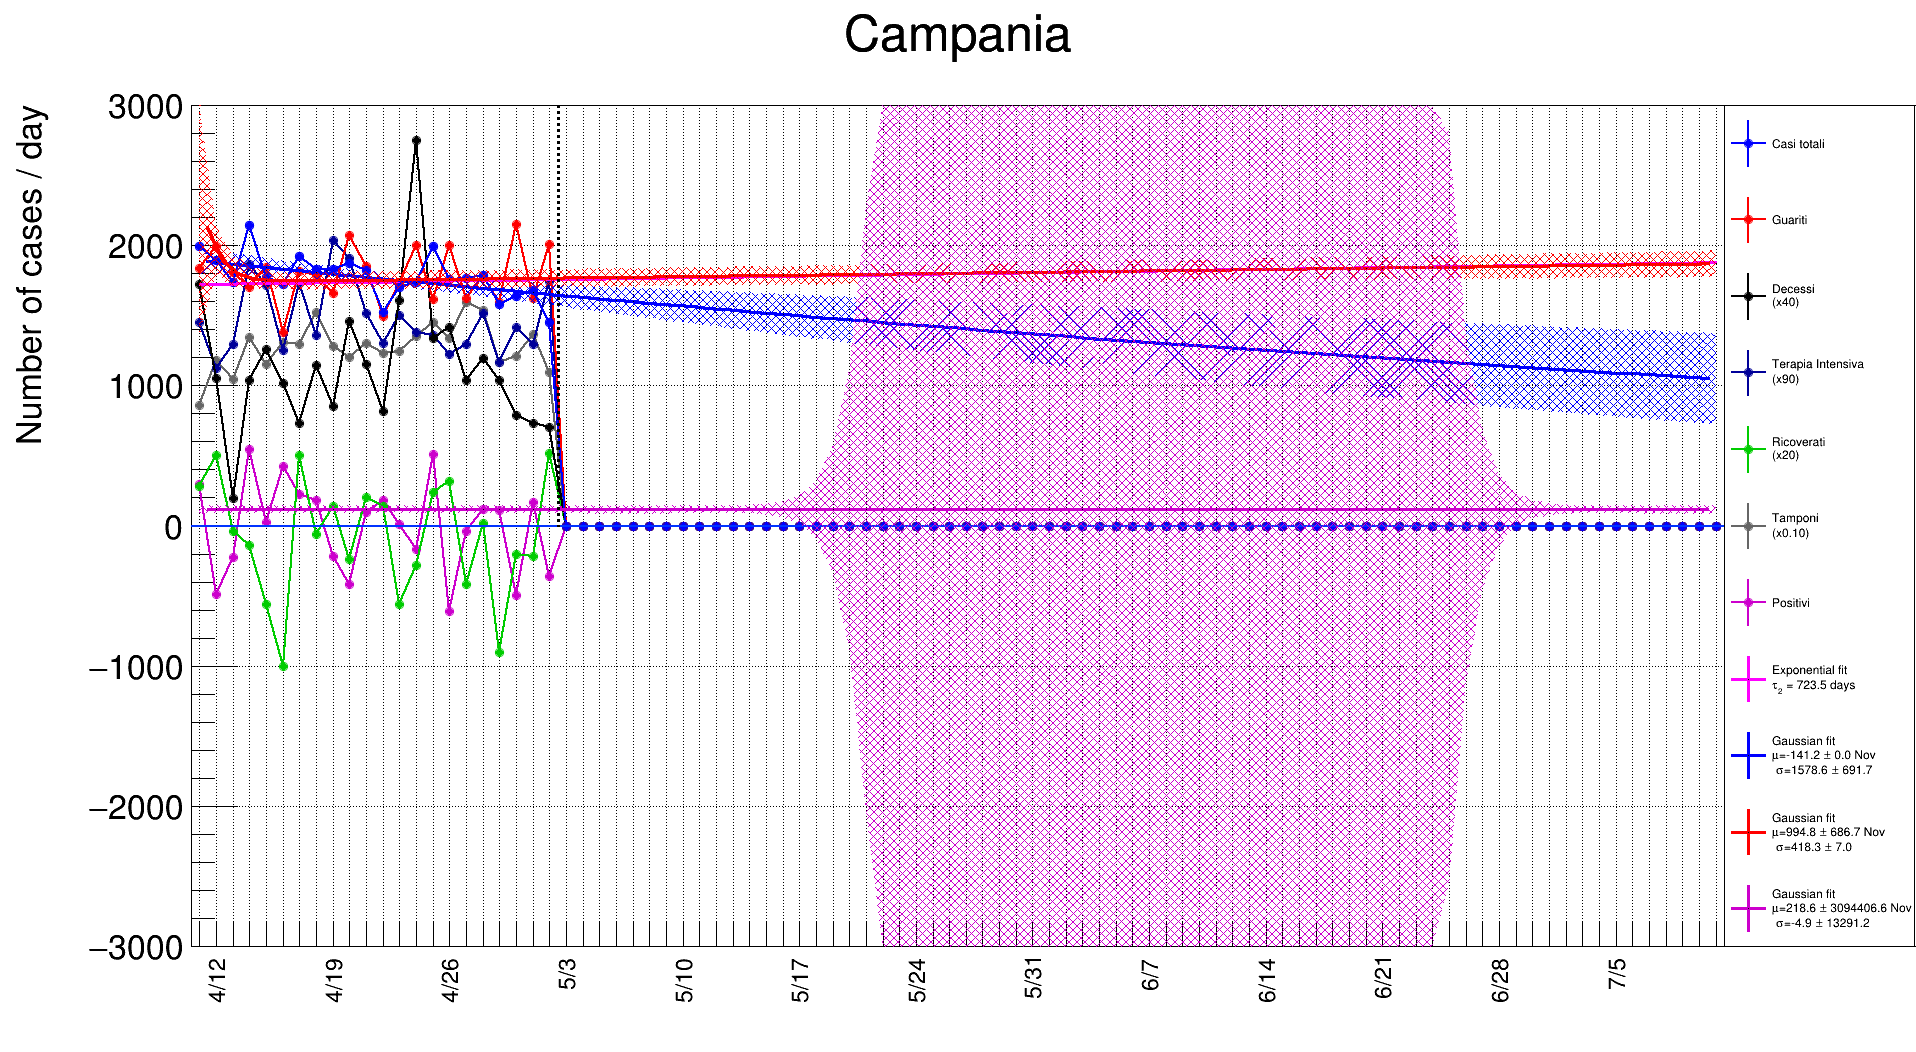 Campania
Number of cases / day
3000
2000
1000
0
−1000
−2000
−3000
4/12
4/19
4/26
5/3
5/10
5/17
5/24
5/31
6/7
6/14
6/21
6/28
7/5
Casi totali
Guariti
Decessi
(x40)
Terapia Intensiva
(x90)
Ricoverati
(x20)
Tamponi
(x0.10)
Positivi
Exponential fit
τ2 = 723.5 days
Gaussian fit
μ=-141.2 ± 0.0 Nov
σ=1578.6 ± 691.7
Gaussian fit
μ=994.8 ± 686.7 Nov
σ=418.3 ± 7.0
Gaussian fit
μ=218.6 ± 3094406.6 Nov
σ=-4.9 ± 13291.2